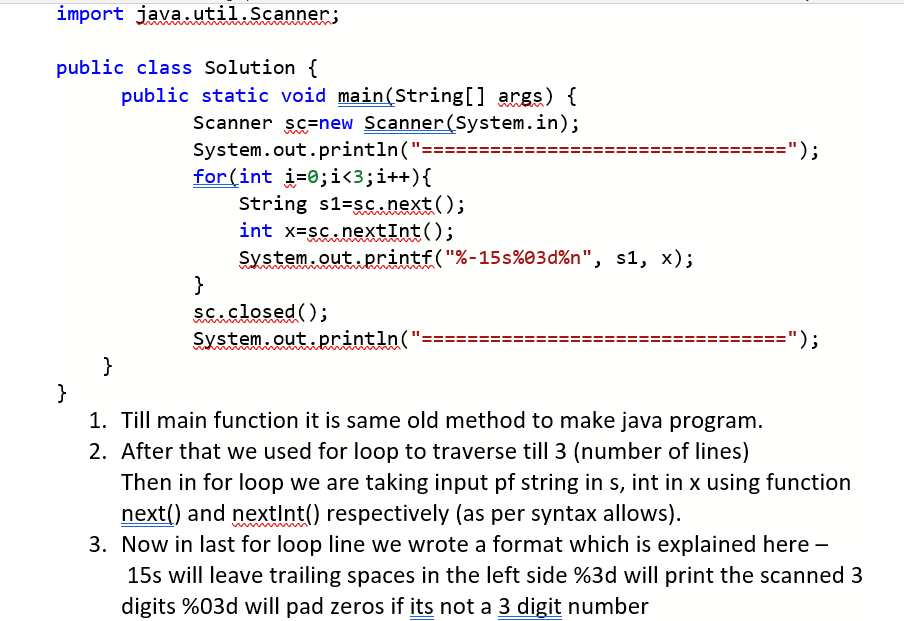 import java.util.Scanner;
public class Solution {
public static void main(String[] args) {
Scanner sc=new Scanner(System.in);
System.out.println("================================");
for(int i=0;i<3;i++){
String s1=sc.next();
int x=sc.nextInt();
System.out.printf("%-15s%03d%n", s1, x);
}
sc.closed();
System.out.println("================================");
}
}
1. Till main function it is same old method to make java program.
2. After that we used for loop to traverse till 3 (number of lines)
Then in for loop we are taking input pf string in s, int in x using function
next() and nextInt() respectively (as per syntax allows).
3. Now in last for loop line we wrote a format which is explained here –
15s will leave trailing spaces in the left side %3d will print the scanned 3
digits %03d will pad zeros if its not a 3 digit number